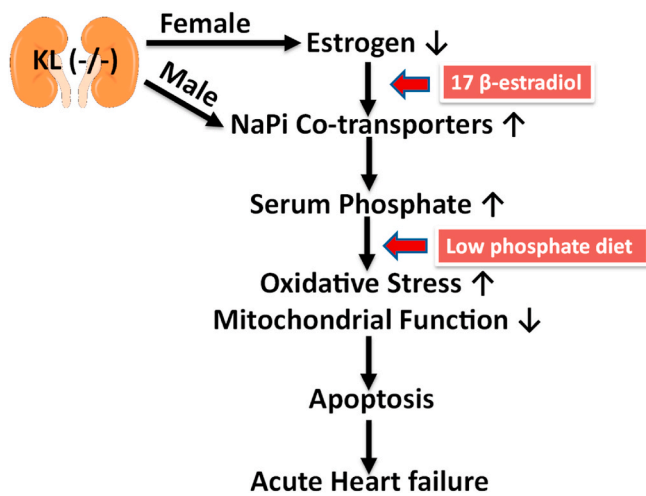 Female
Estrogen ↓
KL (-/-)
Male
17 β-estradiol
NaPi Co-transporters ↑
Serum Phosphate ↑
Low phosphate diet
Oxidative Stress ↑
Mitochondrial Function ↓
Apoptosis
Acute Heart failure